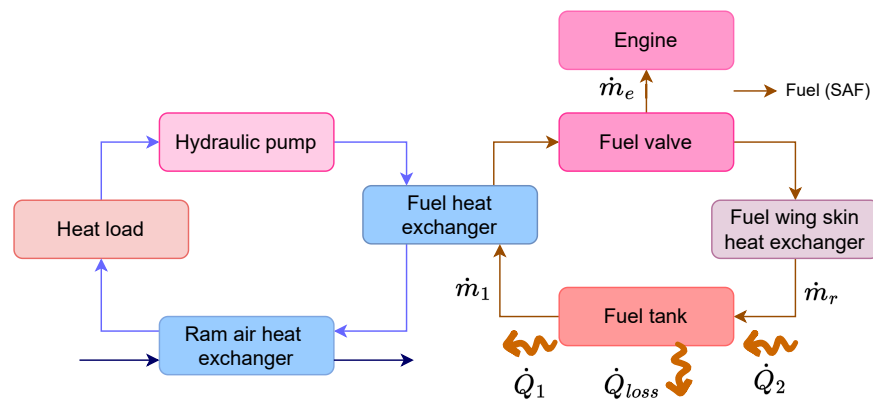 Engine
ṁ_e
Fuel (SAF)
Hydraulic pump
Fuel valve
Heat load
Fuel heat
exchanger
Fuel wing skin
heat exchanger
ṁ_1
ṁ_r
Ram air heat
exchanger
Fuel tank
Q̇_1
Q̇_loss
Q̇_2